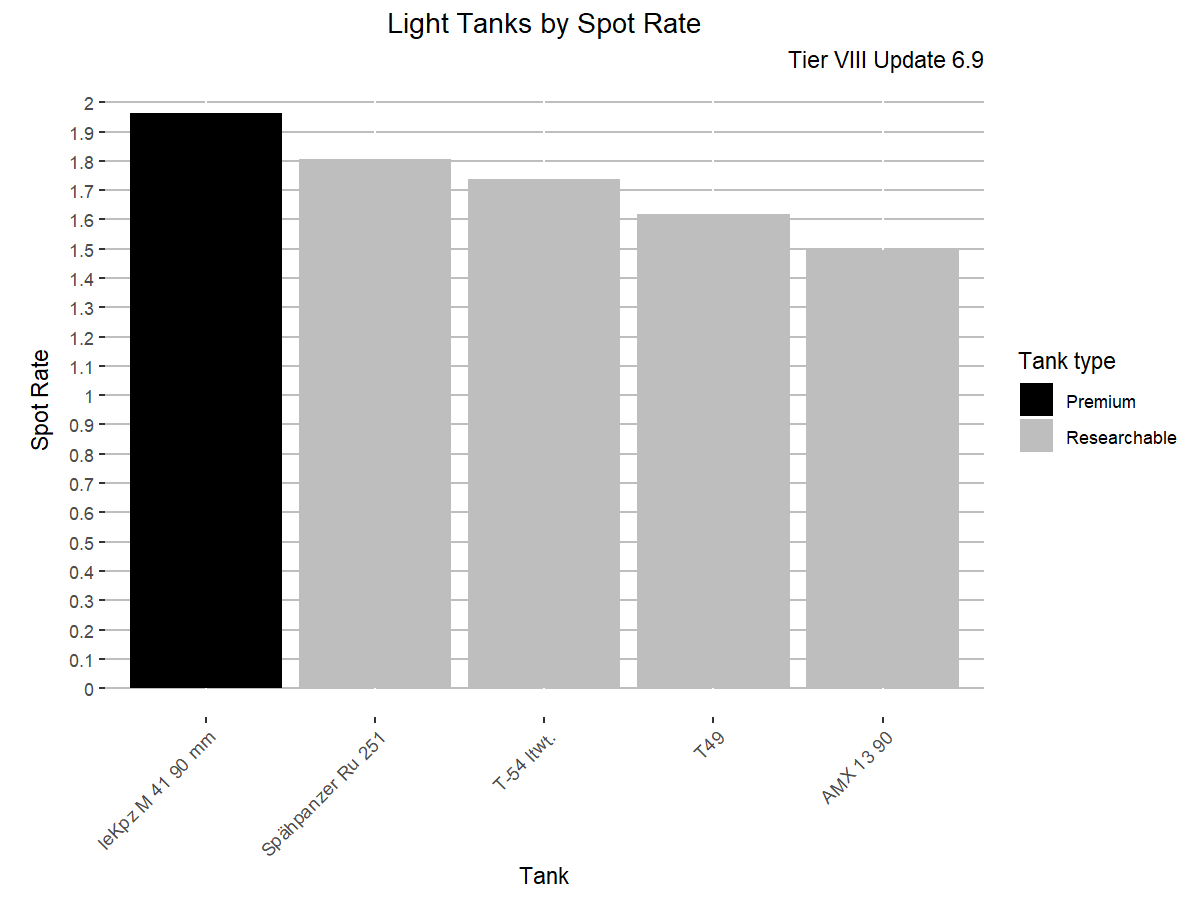 Light Tanks by Spot Rate
Tier VIII Update 6.9
2
1.9
1.8
1.7
1.6
1.5
1.4
1.3
1.2
1.1
1
0.9
0.8
0.7
0.6
0.5
0.4
0.3
0.2
0.1
0
Spot Rate
leKpz M 41 90 mm
Spähpanzer Ru 251
T-54 ltwt.
T49
AMX 13 90
Tank
Tank type
Premium
Researchable